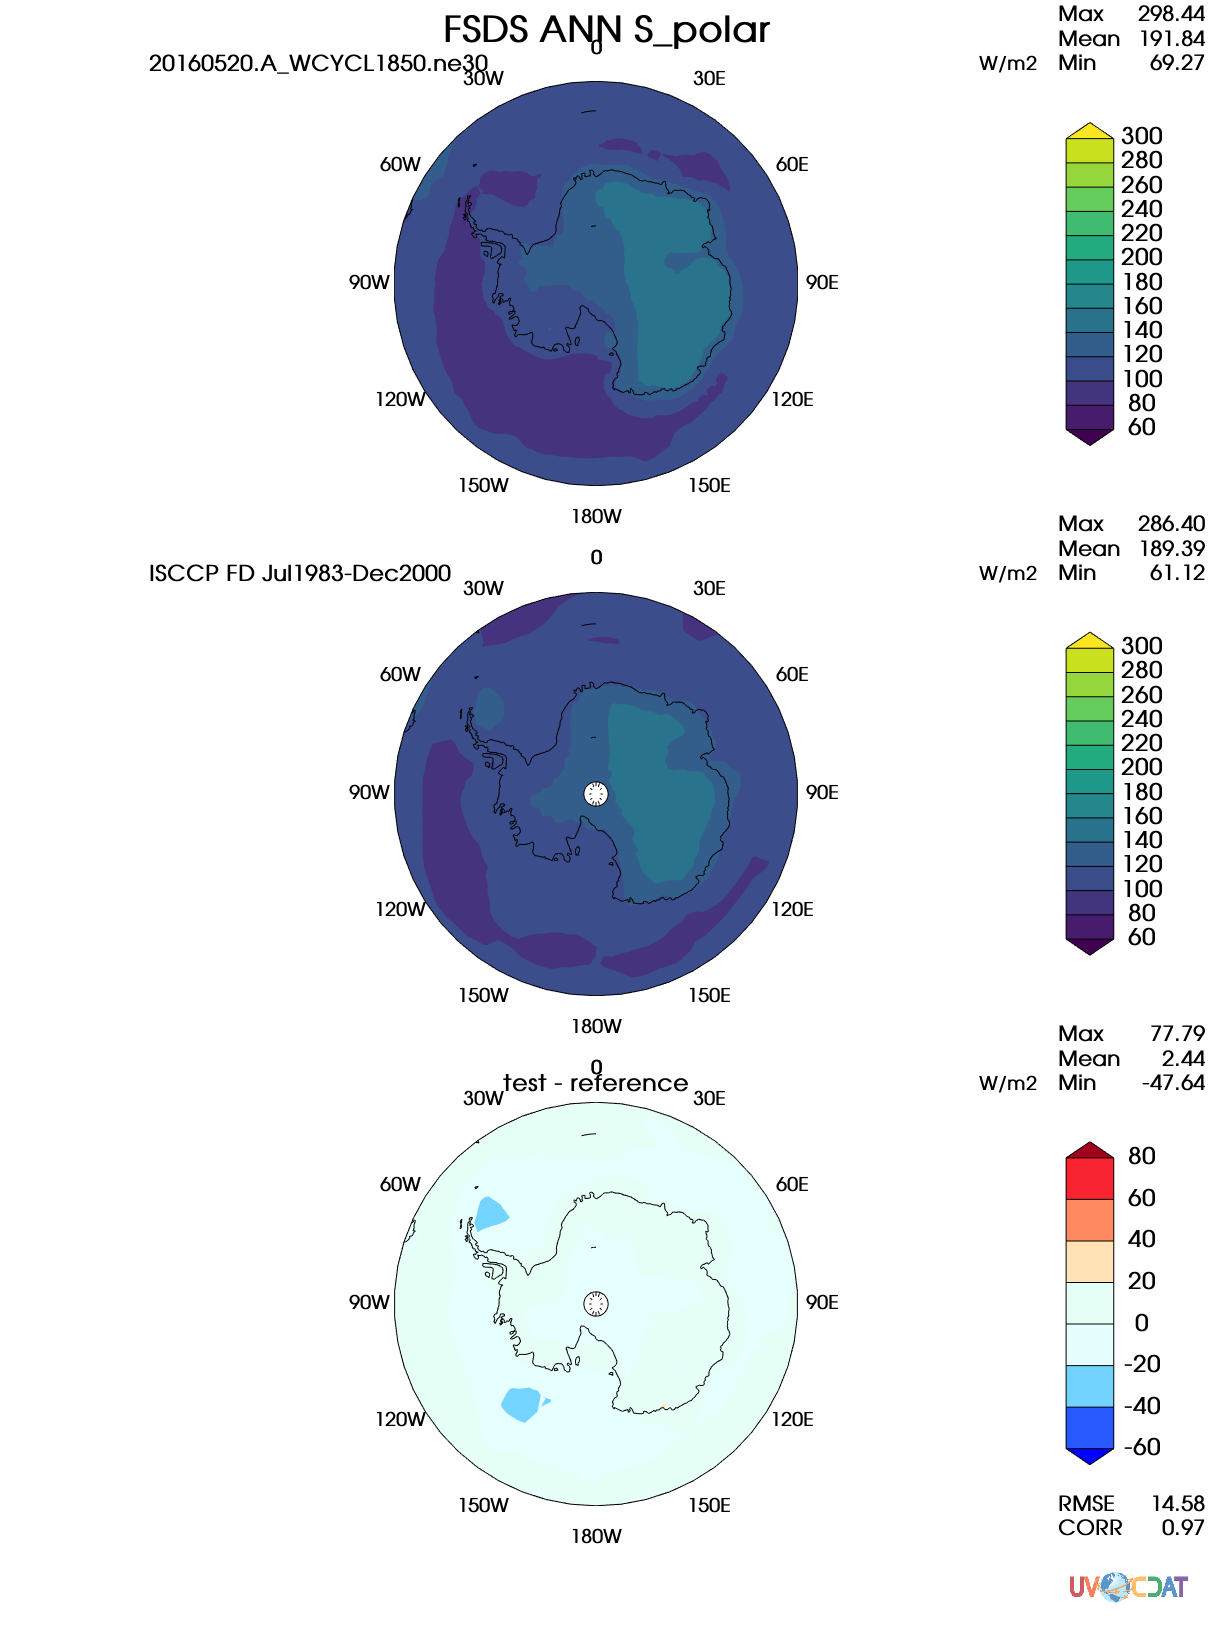 FSDS ANN S_polar
20160520.A_WCYCL1850.ne30
W/m2
Max 298.44
Mean 191.84
Min 69.27
0
30W 30E
60W 60E
90W 90E
120W 120E
150W 150E
180W
300
280
260
240
220
200
180
160
140
120
100
80
60
ISCCP FD Jul1983-Dec2000
W/m2
Max 286.40
Mean 189.39
Min 61.12
0
30W 30E
60W 60E
90W 90E
120W 120E
150W 150E
180W
300
280
260
240
220
200
180
160
140
120
100
80
60
test - reference
W/m2
Max 77.79
Mean 2.44
Min -47.64
0
30W 30E
60W 60E
90W 90E
120W 120E
150W 150E
180W
80
60
40
20
0
-20
-40
-60
RMSE 14.58
CORR 0.97
UV CDAT